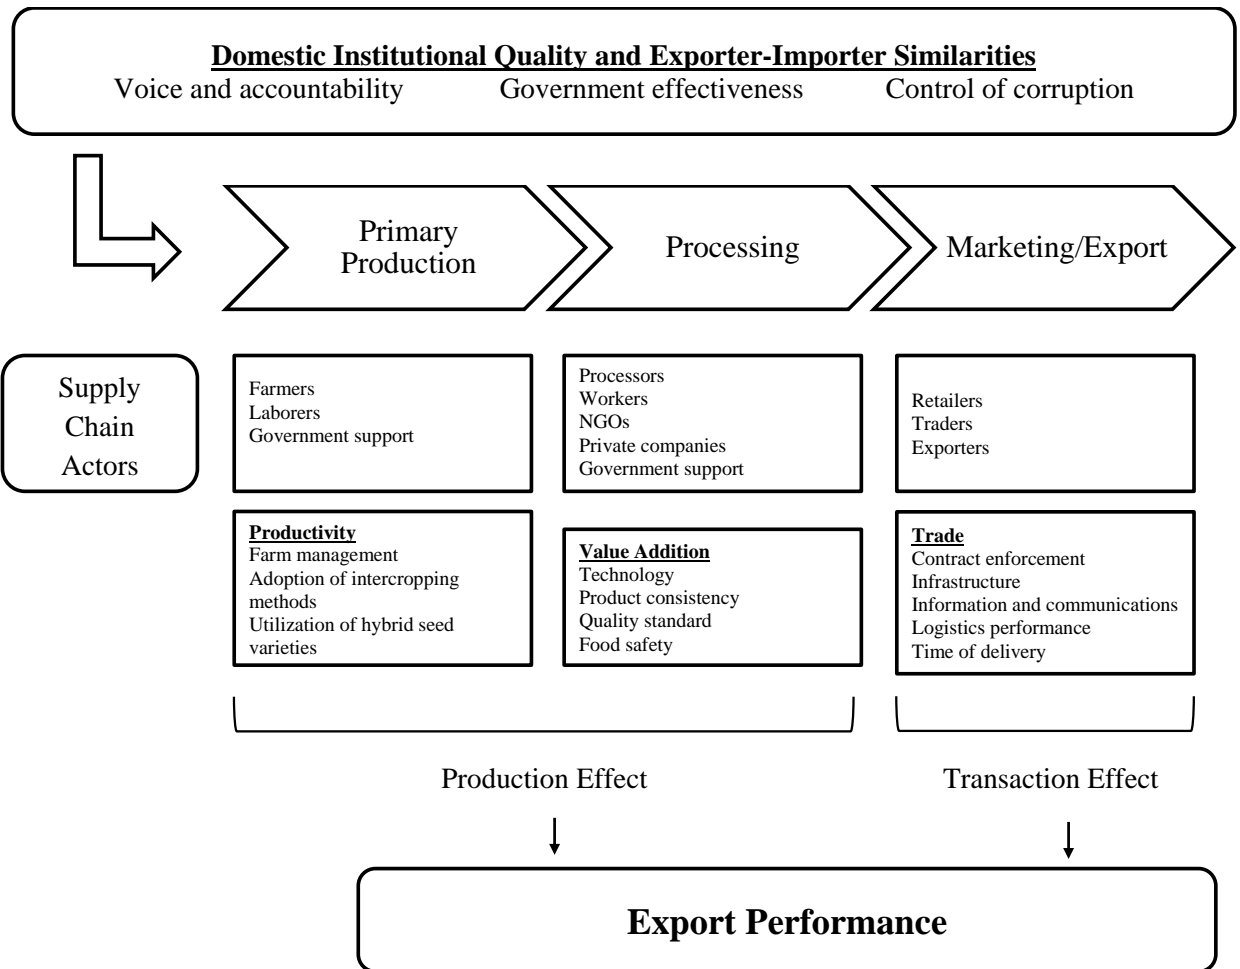 Domestic Institutional Quality and Exporter-Importer Similarities
Voice and accountability Government effectiveness Control of corruption
Primary
Production
Processing
Marketing/Export
Supply
Chain
Actors
Farmers
Laborers
Government support
Processors
Workers
NGOs
Private companies
Government support
Retailers
Traders
Exporters
Productivity
Farm management
Adoption of intercropping
methods
Utilization of hybrid seed
varieties
Value Addition
Technology
Product consistency
Quality standard
Food safety
Trade
Contract enforcement
Infrastructure
Information and communications
Logistics performance
Time of delivery
Production Effect
Transaction Effect
Export Performance